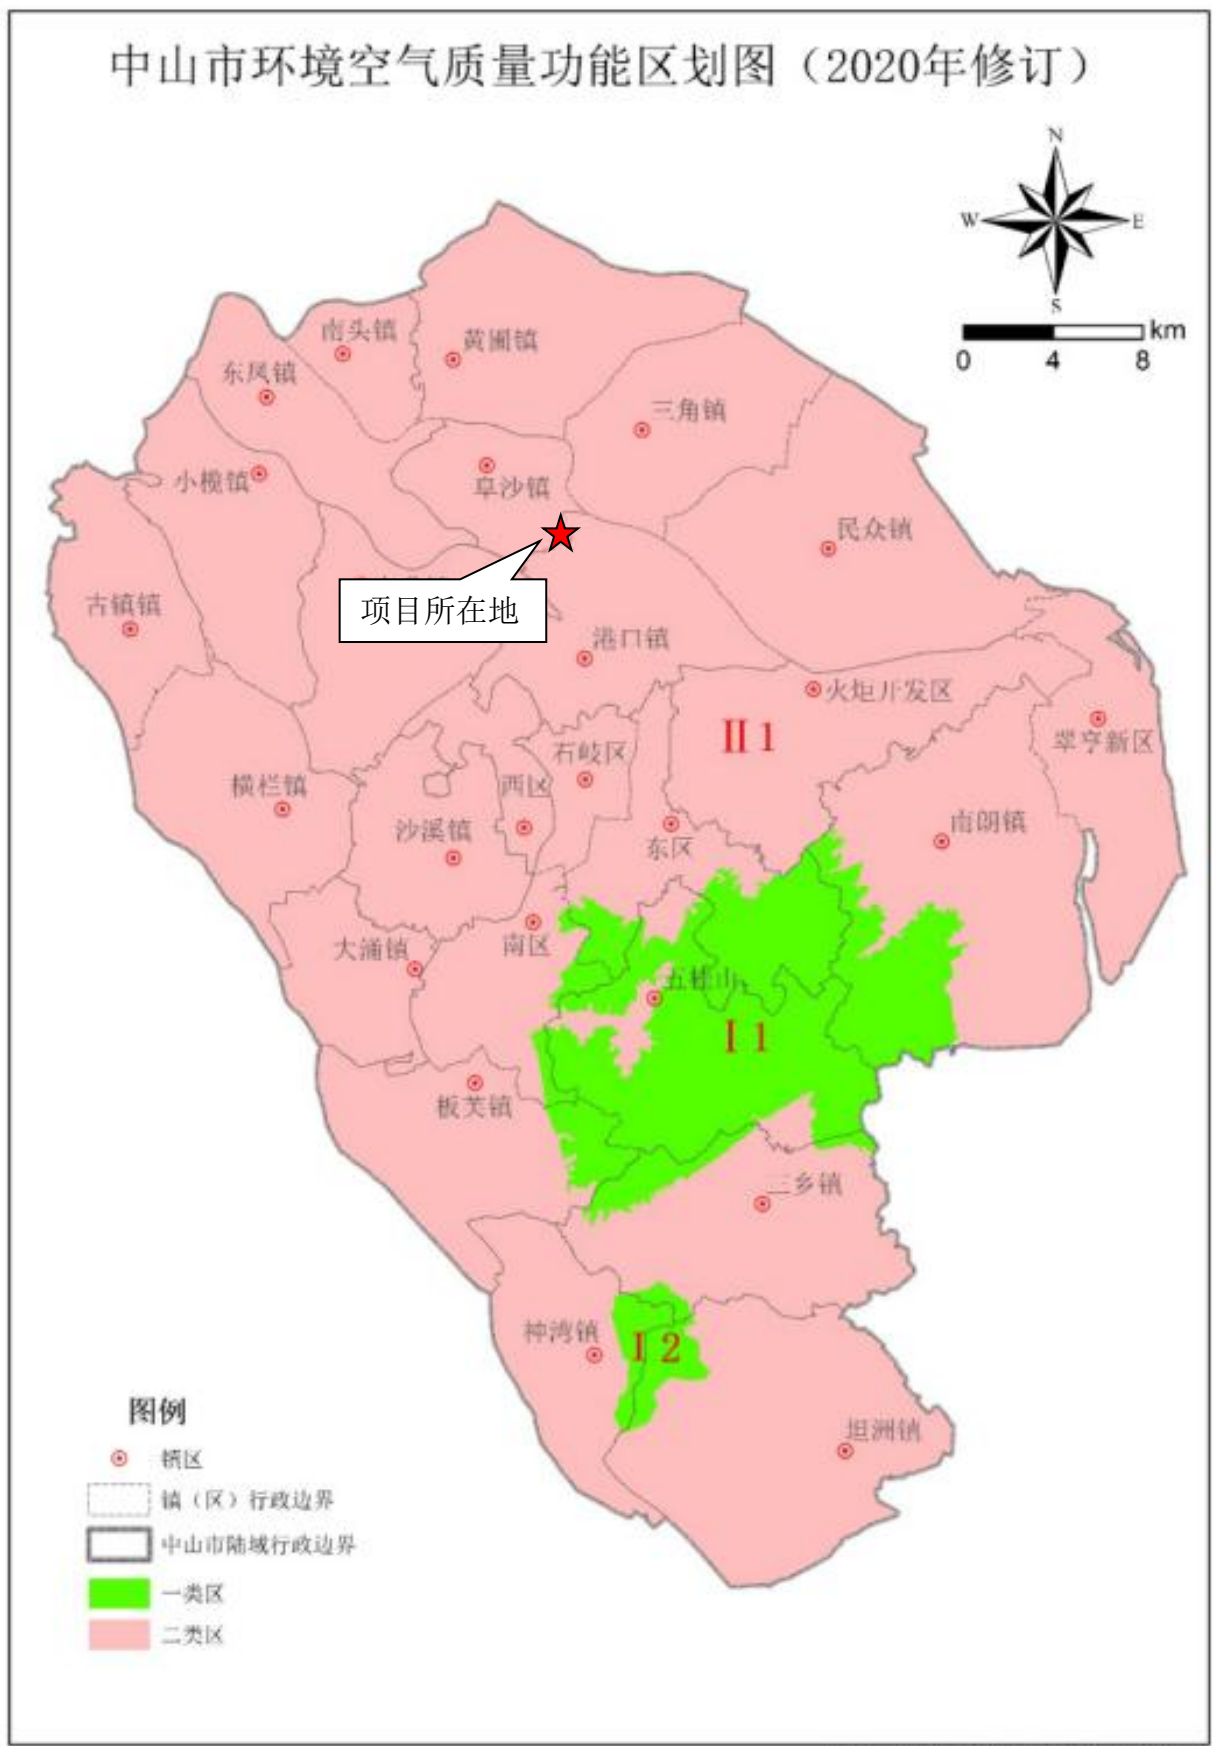 中山市环境空气质量功能区划图（2020年修订）
N
W
E
S
km
0 4 8
南头镇
黄圃镇
东凤镇
三角镇
小榄镇
阜沙镇
民众镇
项目所在地
古镇镇
港口镇
火炬开发区
II 1
翠亨新区
石岐区
西区
横栏镇
沙溪镇
东区
南朗镇
南区
大涌镇
五桂山
I 1
板芙镇
三乡镇
神湾镇
I 2
坦洲镇
图例
镇区
镇（区）行政边界
中山市陆域行政边界
一类区
二类区